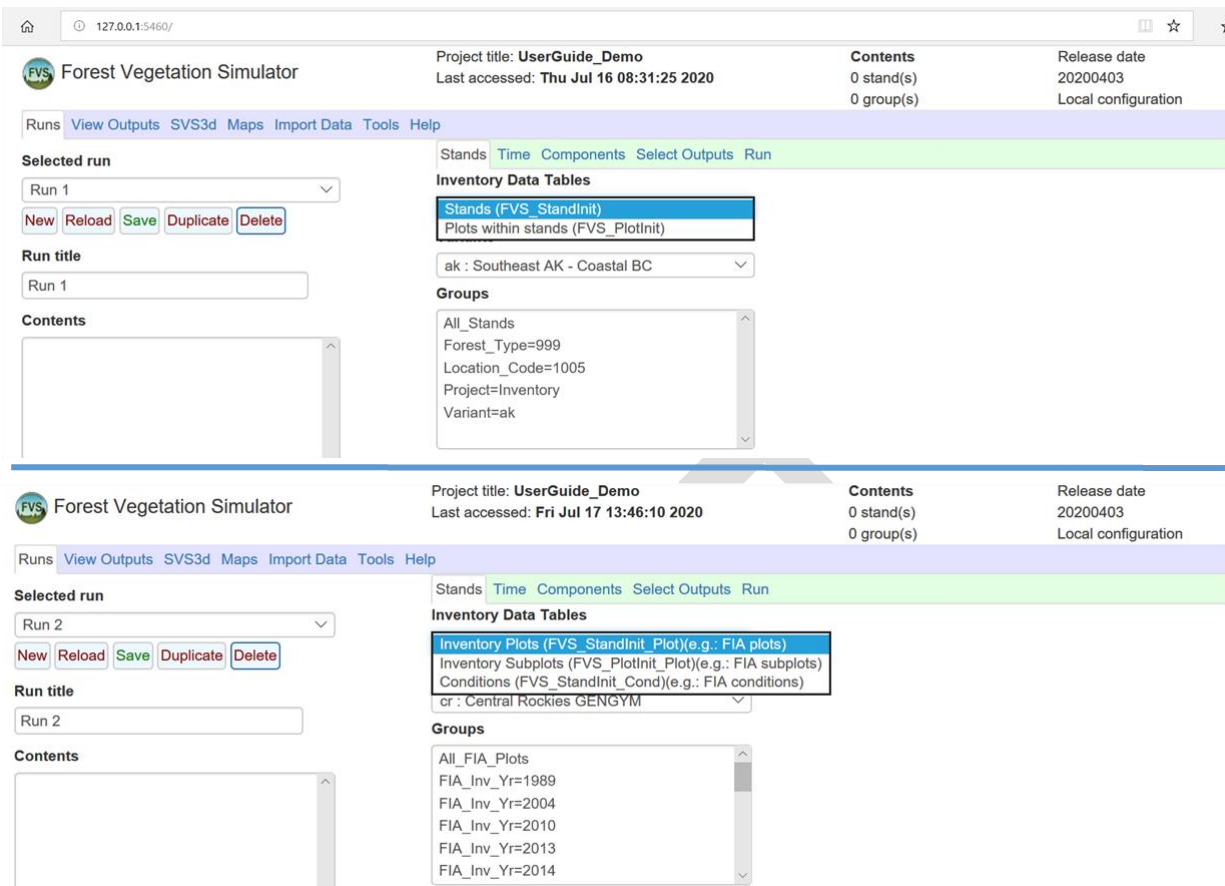 127.0.0.1:5460/
FVS Forest Vegetation Simulator
Project title: UserGuide_Demo
Last accessed: Thu Jul 16 08:31:25 2020
Contents
0 stand(s)
0 group(s)
Release date
20200403
Local configuration
Runs View Outputs SVS3d Maps Import Data Tools Help
Selected run
Run 1
New Reload Save Duplicate Delete
Run title
Run 1
Contents
Stands Time Components Select Outputs Run
Inventory Data Tables
Stands (FVS_StandInit)
Plots within stands (FVS_PlotInit)
ak : Southeast AK - Coastal BC
Groups
All_Stands
Forest_Type=999
Location_Code=1005
Project=Inventory
Variant=ak
FVS Forest Vegetation Simulator
Project title: UserGuide_Demo
Last accessed: Fri Jul 17 13:46:10 2020
Contents
0 stand(s)
0 group(s)
Release date
20200403
Local configuration
Runs View Outputs SVS3d Maps Import Data Tools Help
Selected run
Run 2
New Reload Save Duplicate Delete
Run title
Run 2
Contents
Stands Time Components Select Outputs Run
Inventory Data Tables
Inventory Plots (FVS_StandInit_Plot)(e.g.: FIA plots)
Inventory Subplots (FVS_PlotInit_Plot)(e.g.: FIA subplots)
Conditions (FVS_StandInit_Cond)(e.g.: FIA conditions)
cr : Central Rockies GENGYM
Groups
All_FIA_Plots
FIA_Inv_Yr=1989
FIA_Inv_Yr=2004
FIA_Inv_Yr=2010
FIA_Inv_Yr=2013
FIA_Inv_Yr=2014